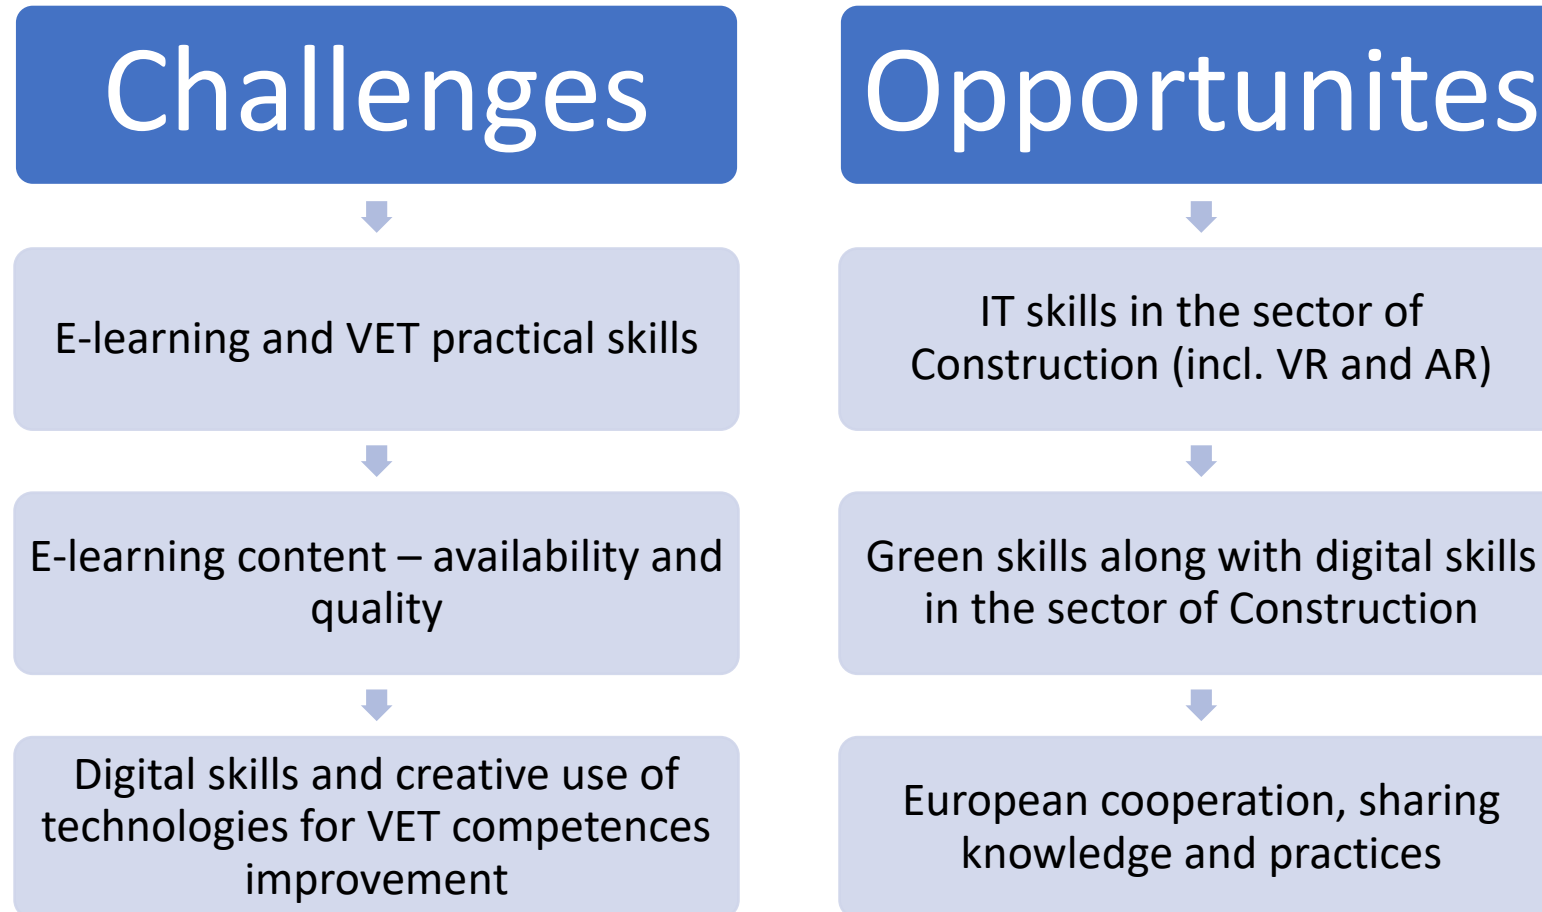 Challenges
E-learning and VET practical skills
E-learning content – availability and
quality
Digital skills and creative use of
technologies for VET competences
improvement
Opportunites
IT skills in the sector of
Construction (incl. VR and AR)
Green skills along with digital skills
in the sector of Construction
European cooperation, sharing
knowledge and practices